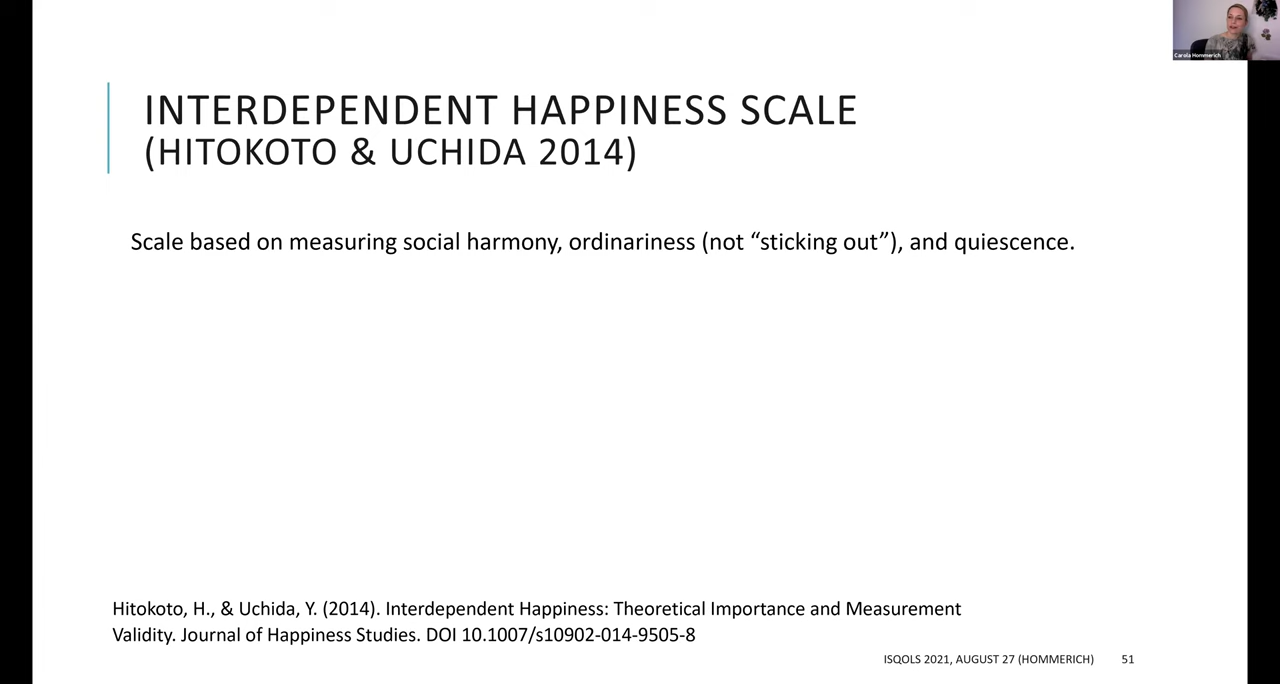 Carola Hommerich
INTERDEPENDENT HAPPINESS SCALE
(HITOKOTO & UCHIDA 2014)
Scale based on measuring social harmony, ordinariness (not “sticking out”), and quiescence.
Hitokoto, H., & Uchida, Y. (2014). Interdependent Happiness: Theoretical Importance and Measurement
Validity. Journal of Happiness Studies. DOI 10.1007/s10902-014-9505-8
ISQOLS 2021, AUGUST 27 (HOMMERICH) 51